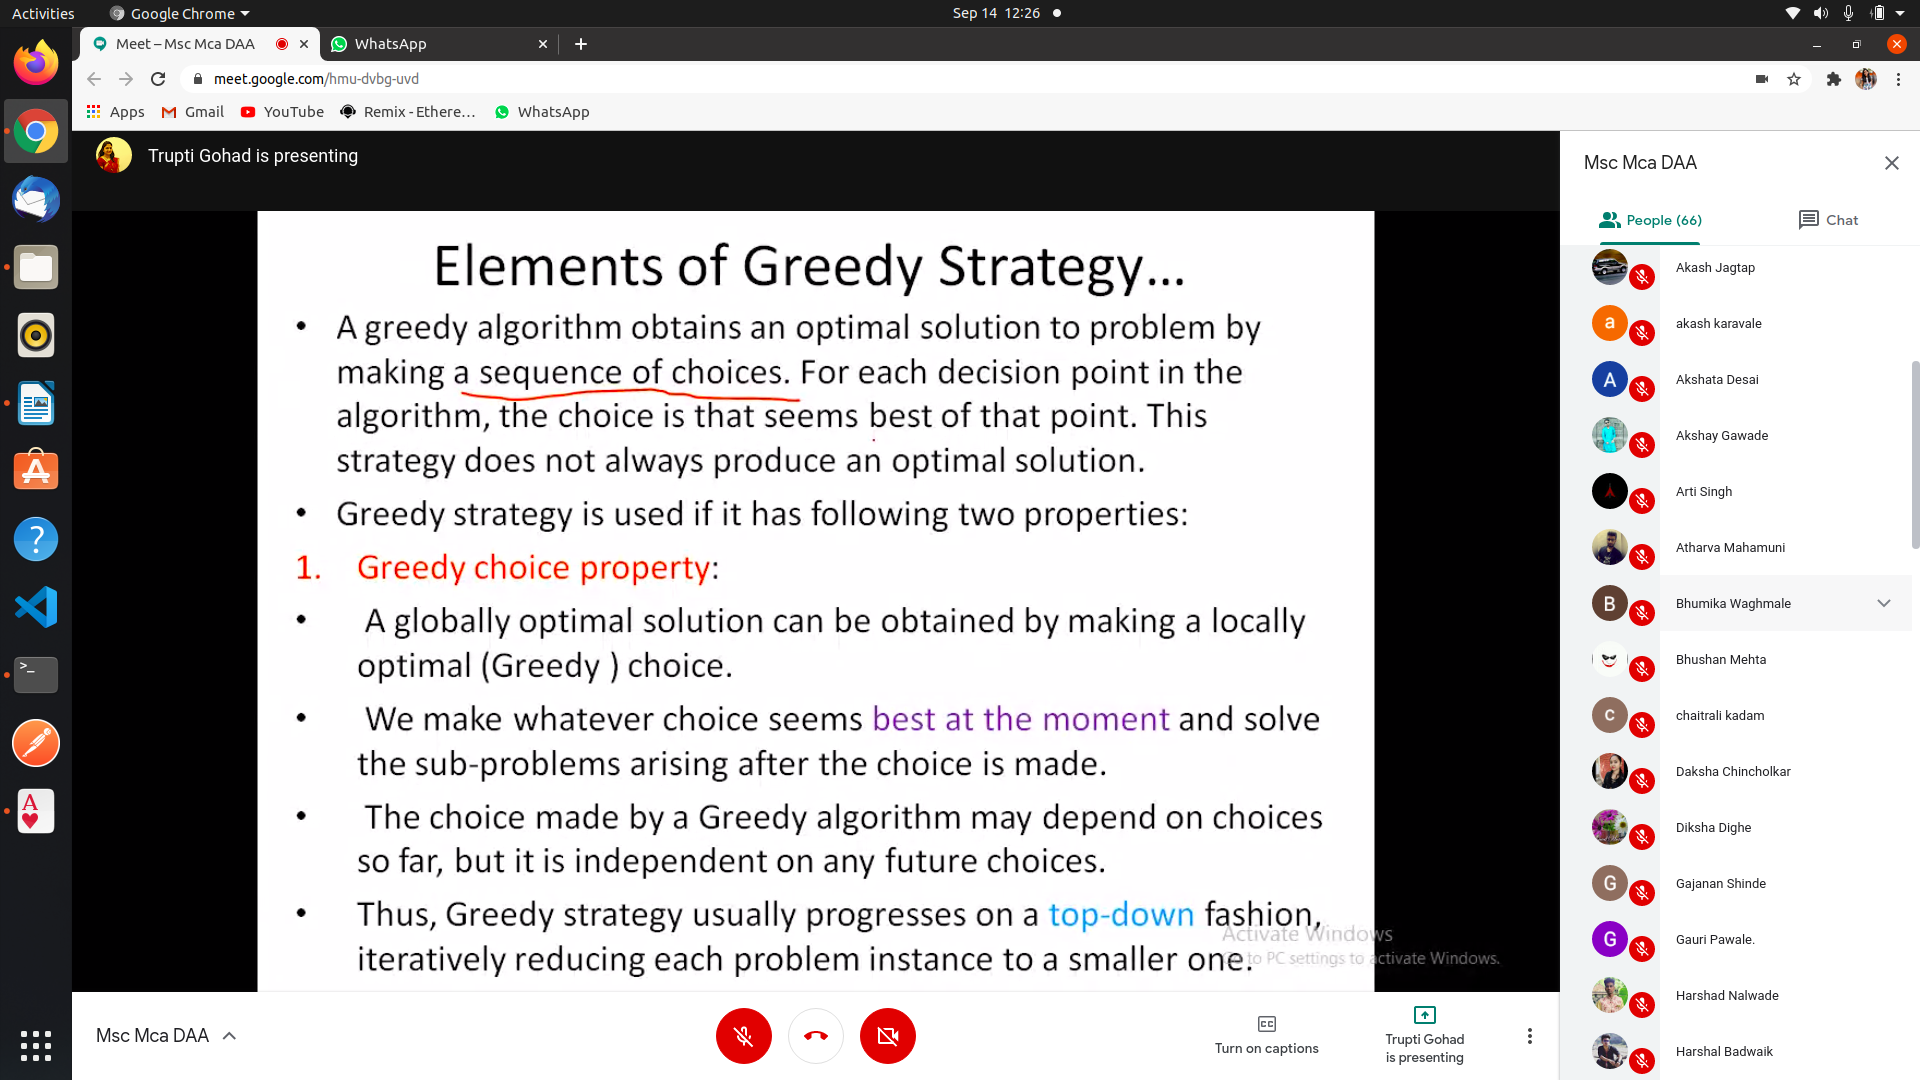 Activities
Google Chrome
Sep 14 12:26
Meet – Msc Mca DAA
WhatsApp
meet.google.com/hmu-dvbg-uvd
Apps
Gmail
YouTube
Remix - Ethere…
WhatsApp
Trupti Gohad is presenting
Elements of Greedy Strategy…
• A greedy algorithm obtains an optimal solution to problem by
making a sequence of choices. For each decision point in the
algorithm, the choice is that seems best of that point. This
strategy does not always produce an optimal solution.
• Greedy strategy is used if it has following two properties:
1. Greedy choice property:
• A globally optimal solution can be obtained by making a locally
optimal (Greedy ) choice.
• We make whatever choice seems best at the moment and solve
the sub-problems arising after the choice is made.
• The choice made by a Greedy algorithm may depend on choices
so far, but it is independent on any future choices.
• Thus, Greedy strategy usually progresses on a top-down fashion,
iteratively reducing each problem instance to a smaller one.
Activate Windows
to PC settings to activate Windows.
Msc Mca DAA
Turn on captions
Trupti Gohad
is presenting
Msc Mca DAA
People (66)
Chat
Akash Jagtap
a
akash karavale
A
Akshata Desai
Akshay Gawade
Arti Singh
Atharva Mahamuni
B
Bhumika Waghmale
Bhushan Mehta
c
chaitrali kadam
Daksha Chincholkar
Diksha Dighe
G
Gajanan Shinde
G
Gauri Pawale.
Harshad Nalwade
Harshal Badwaik